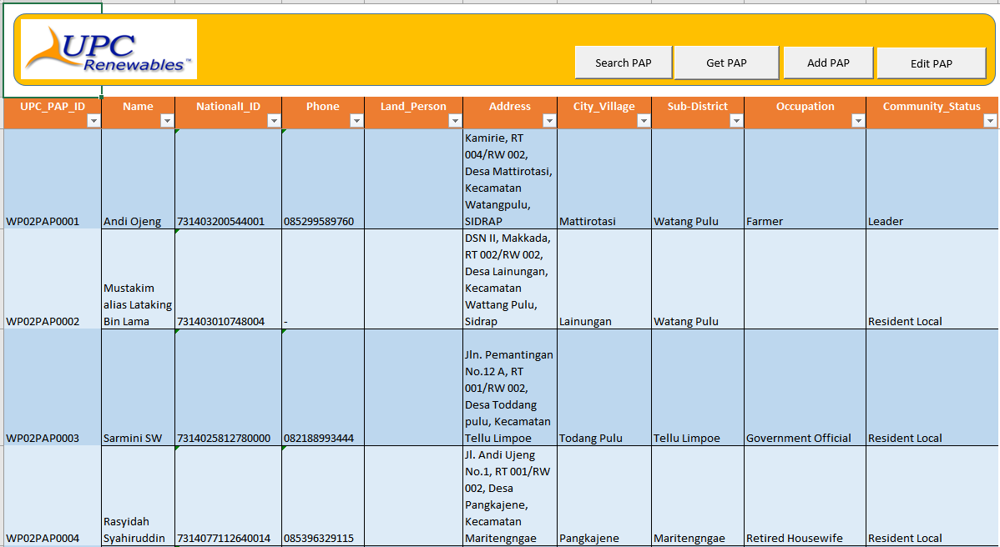 UPC
Renewables™
Search PAP
Get PAP
Add PAP
Edit PAP
UPC_PAP_ID Name NationalI_ID Phone Land_Person Address City_Village Sub-District Occupation Community_Status
Kamirie, RT
004/RW 002,
Desa Mattirotasi,
Kecamatan
Watangpulu,
WP02PAP0001 Andi Ojeng 731403200544001 085299589760 SIDRAP Mattirotasi Watang Pulu Farmer Leader
DSN II, Makkada,
RT 002/RW 002,
Desa Lainungan,
Mustakim Kecamatan
alias Lataking Wattang Pulu,
WP02PAP0002 Bin Lama 731403010748004 - Sidrap Lainungan Watang Pulu Resident Local
Jln. Pemantingan
No.12 A, RT
001/RW 002,
Desa Toddang
pulu, Kecamatan
WP02PAP0003 Sarmini SW 7314025812780000 082188993444 Tellu Limpoe Todang Pulu Tellu Limpoe Government Official Resident Local
Jl. Andi Ujeng
No.1, RT 001/RW
002, Desa
Pangkajene,
Rasyidah Kecamatan
WP02PAP0004 Syahiruddin 7314077112640014 085396329115 Maritengngae Pangkajene Maritengngae Retired Housewife Resident Local